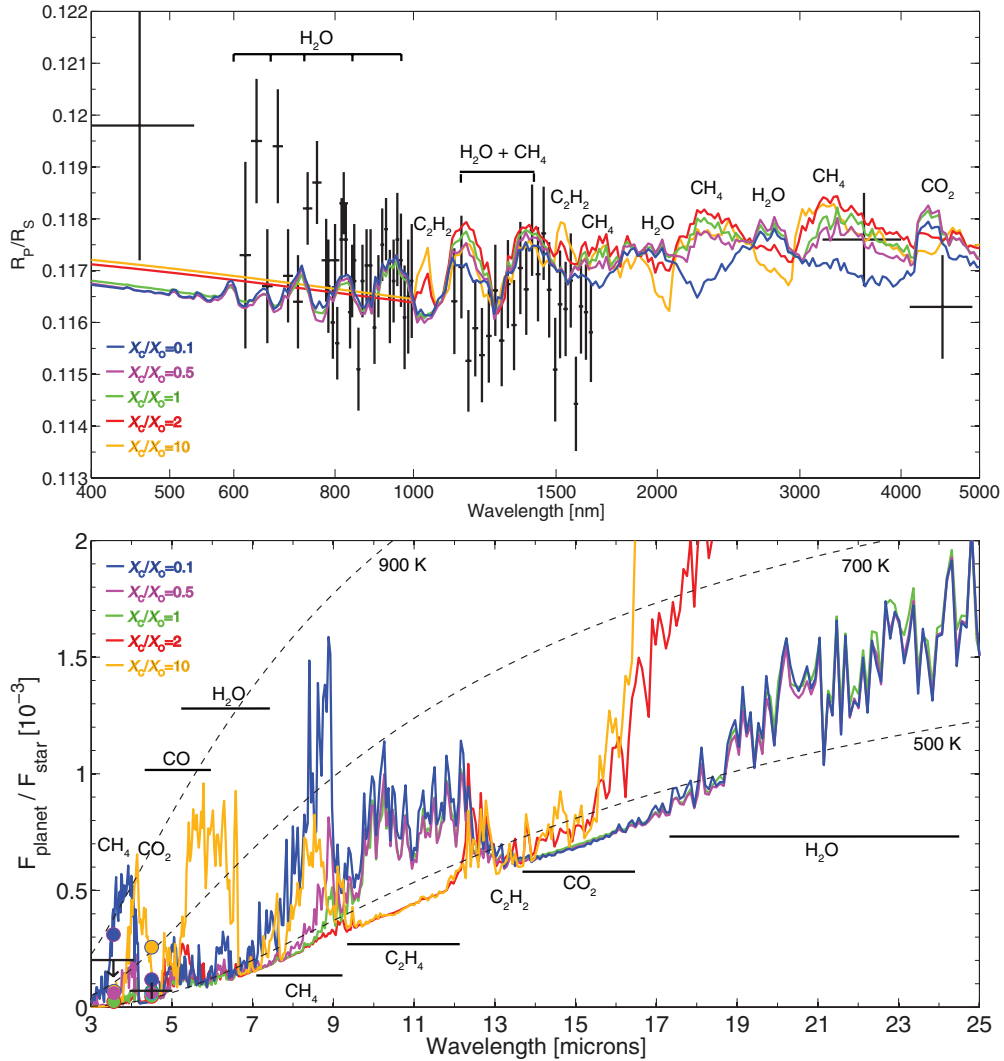 0.122
0.121
0.12
0.119
0.118
0.117
0.116
0.115
0.114
0.113
R_P/R_S
H₂O
C₂H₂
H₂O + CH₄
C₂H₂
CH₄
H₂O
CH₄
H₂O
CH₄
CO₂
X_C/X_O=0.1
X_C/X_O=0.5
X_C/X_O=1
X_C/X_O=2
X_C/X_O=10
400 500 600 800 1000 1500 2000 3000 4000 5000
Wavelength [nm]
2
1.5
1
0.5
0
F_planet / F_star [10⁻³]
X_C/X_O=0.1
X_C/X_O=0.5
X_C/X_O=1
X_C/X_O=2
X_C/X_O=10
900 K
700 K
500 K
H₂O
CO
CH₄
CO₂
CH₄
C₂H₄
C₂H₂
CO₂
H₂O
3 5 7 9 11 13 15 17 19 21 23 25
Wavelength [microns]